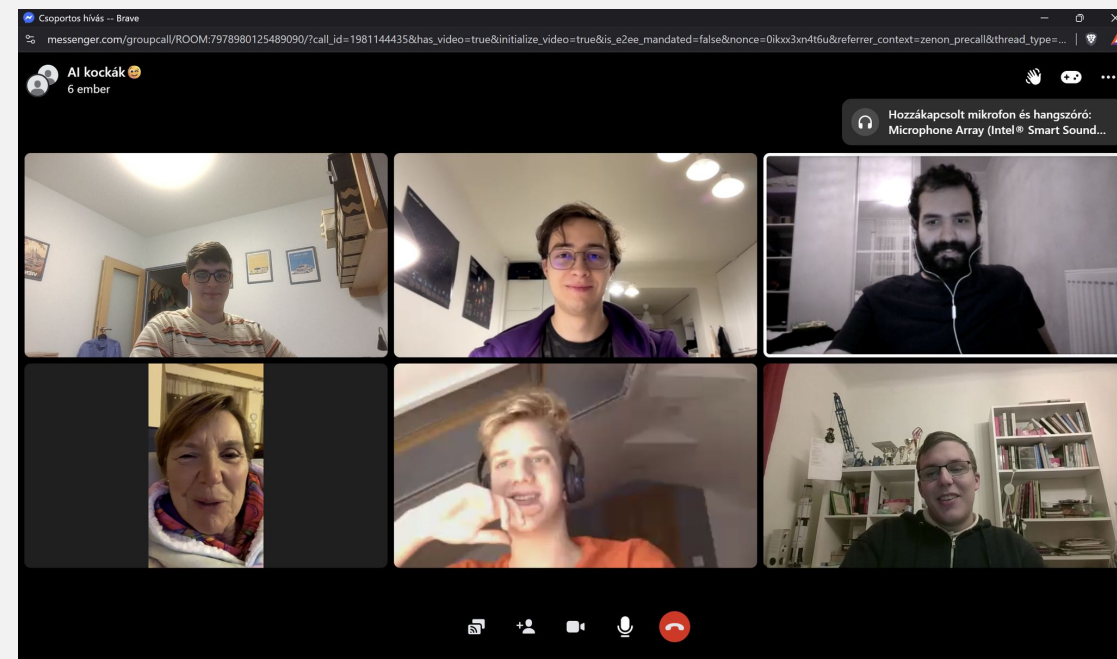 Csoportos hívás -- Brave
messenger.com/groupcall/ROOM:7978980125489090/?call_id=1981144435&has_video=true&initialize_video=true&is_e2ee_mandated=false&nonce=0ikxx3xn4t6u&referrer_context=zenon_precall&thread_type=...
AI kockák
6 ember
Hozzákapcsolt mikrofon és hangszóró:
Microphone Array (Intel® Smart Sound...